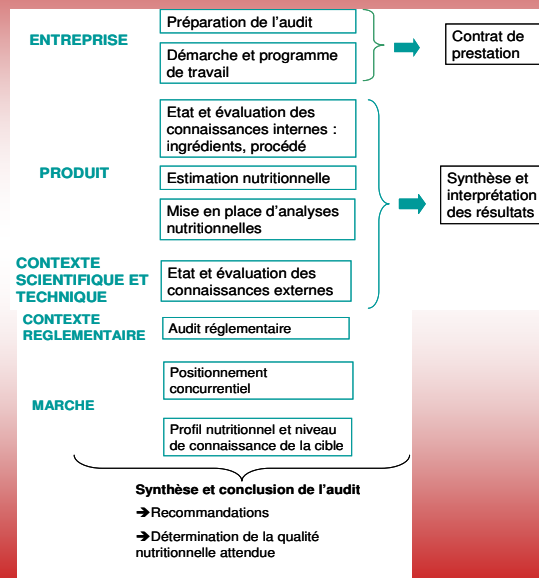 ENTREPRISE
Préparation de l'audit
Démarche et programme
de travail
Contrat de
prestation
PRODUIT
Etat et évaluation des
connaissances internes :
ingrédients, procédé
Estimation nutritionnelle
Mise en place d'analyses
nutritionnelles
Synthèse et
interprétation
des résultats
CONTEXTE
SCIENTIFIQUE ET
TECHNIQUE
Etat et évaluation des
connaissances externes
CONTEXTE
REGLEMENTAIRE
Audit réglementaire
MARCHE
Positionnement
concurrentiel
Profil nutritionnel et niveau
de connaissance de la cible
Synthèse et conclusion de l'audit
➔Recommandations
➔Détermination de la qualité
nutritionnelle attendue